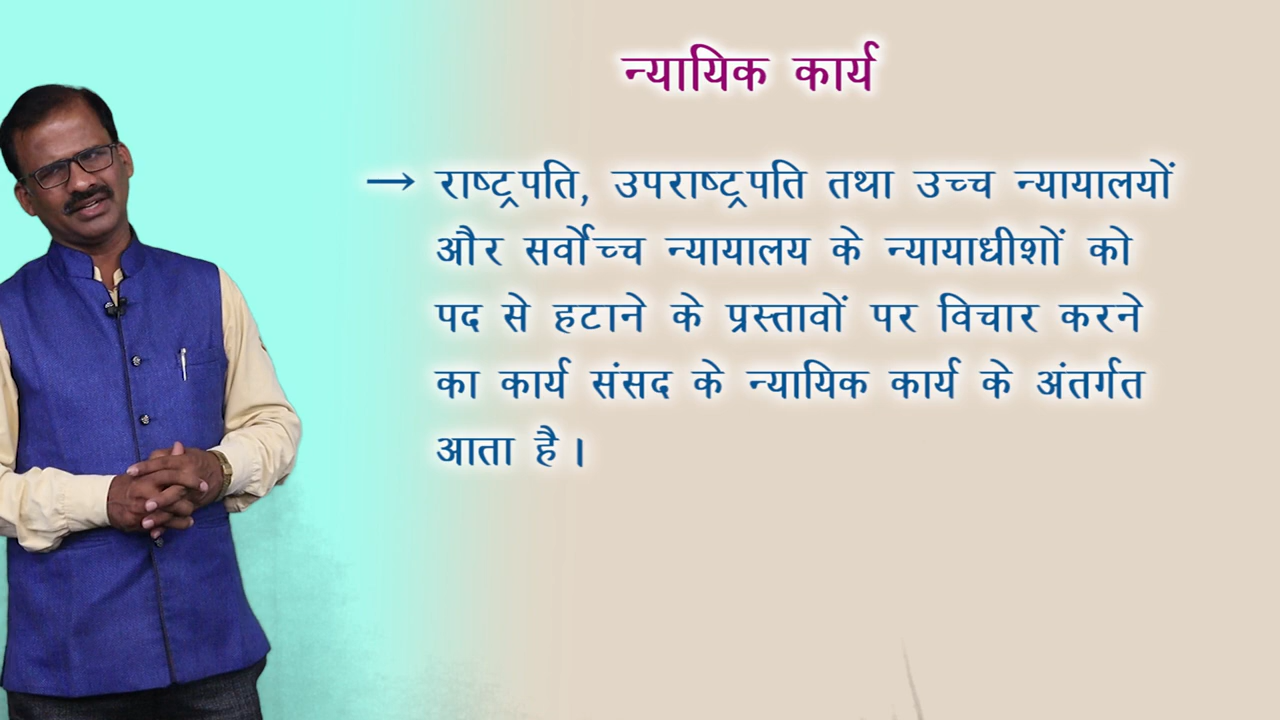 न्यायिक कार्य
→ राष्ट्रपति, उपराष्ट्रपति तथा उच्च न्यायालयों
और सर्वोच्च न्यायालय के न्यायाधीशों को
पद से हटाने के प्रस्तावों पर विचार करने
का कार्य संसद के न्यायिक कार्य के अंतर्गत
आता है।